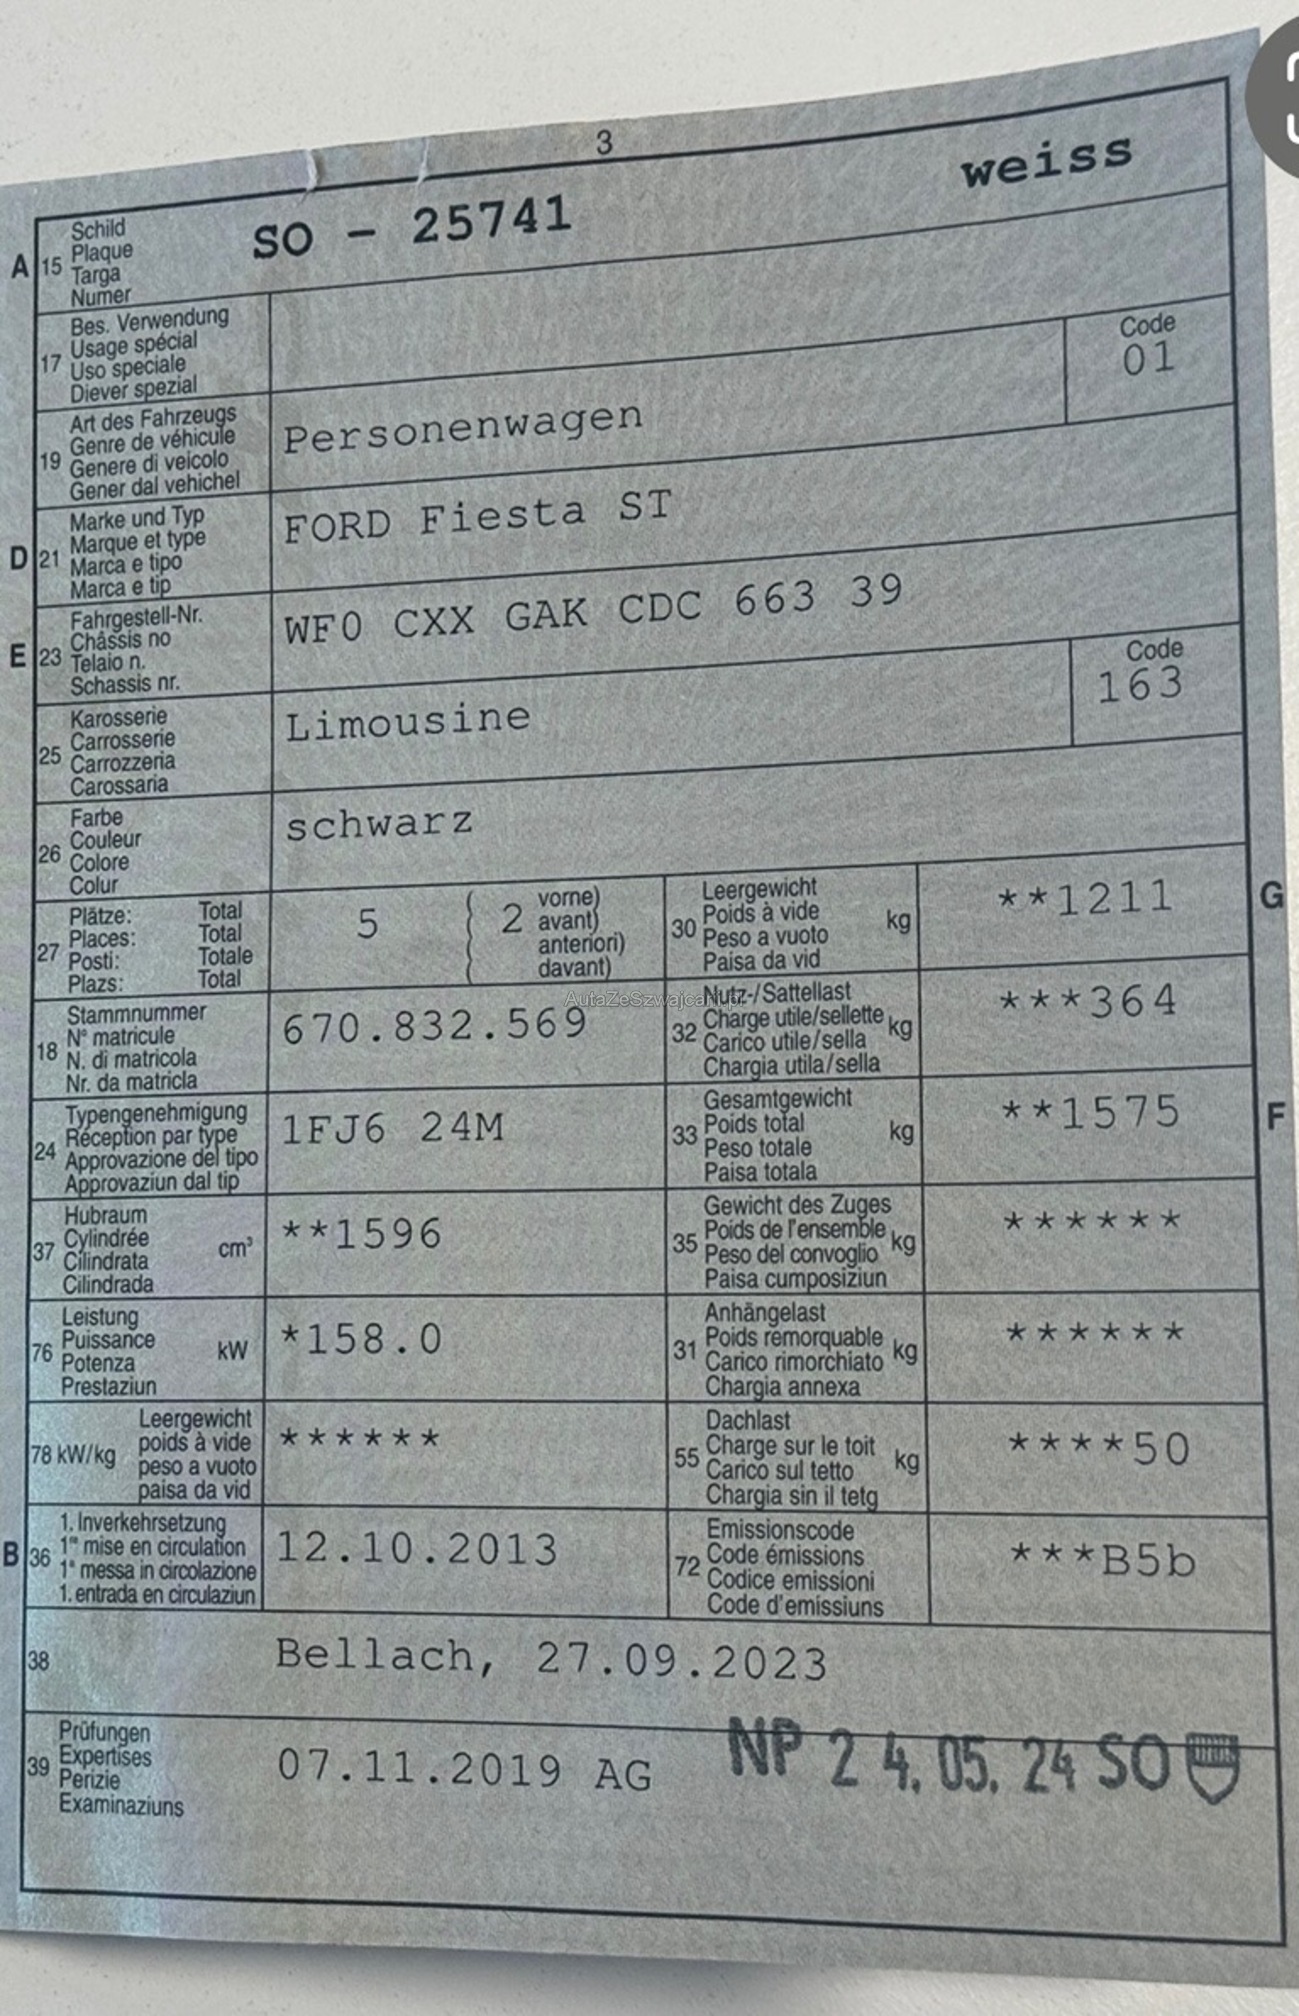 3
A 15 Schild
Plaque
Targa
Numer
SO - 25741 weiss
17 Bes. Verwendung
Usage spécial
Uso speciale
Diever spezial
19 Art des Fahrzeugs
Genre de véhicule
Genere di veicolo
Gener dal vehichel
Personenwagen
Code
01
D 21 Marke und Typ
Marque et type
Marca e tipo
Marca e tip
FORD Fiesta ST
E 23 Fahrgestell-Nr.
Châssis no
Telaio n.
Schassis nr.
WF0 CXX GAK CDC 663 39
25 Karosserie
Carrosserie
Carrozzeria
Carossaria
Limousine
Code
163
26 Farbe
Couleur
Colore
Colur
schwarz
27 Plätze: Total
Places: Total
Posti: Totale
Plazs: Total
5 ( 2 vorne)
avant)
anteriori)
davant)
30 Leergewicht
Poids à vide
Peso a vuoto
Paisa da vid
kg
**1211
G
AutaZeSzwajcarii.pl
18 Stammnummer
N° matricule
N. di matricola
Nr. da matricla
670.832.569
32 Nutz-/Sattellast
Charge utile/sellette
Carico utile/sella
Chargia utila/sella
kg
***364
24 Typengenehmigung
Réception par type
Approvazione del tipo
Approvaziun dal tip
1FJ6 24M
33 Gesamtgewicht
Poids total
Peso totale
Paisa totala
kg
**1575
F
37 Hubraum
Cylindrée
Cilindrata
Cilindrada
cm³
**1596
35 Gewicht des Zuges
Poids de l'ensemble
Peso del convoglio
Paisa cumposiziun
kg
******
76 Leistung
Puissance
Potenza
Prestaziun
kW
*158.0
31 Anhängelast
Poids remorquable
Carico rimorchiato
Chargia annexa
kg
******
78 kW/kg Leergewicht
poids à vide
peso a vuoto
paisa da vid
******
55 Dachlast
Charge sur le toit
Carico sul tetto
Chargia sin il tetg
kg
****50
B 36 1. Inverkehrsetzung
1re mise en circulation
1a messa in circolazione
1. entrada en circulaziun
12.10.2013
72 Emissionscode
Code émissions
Codice emissioni
Code d'emissiuns
***B5b
38 Bellach, 27.09.2023
39 Prüfungen
Expertises
Perizie
Examinaziuns
07.11.2019 AG
NP 24.05.24 SO